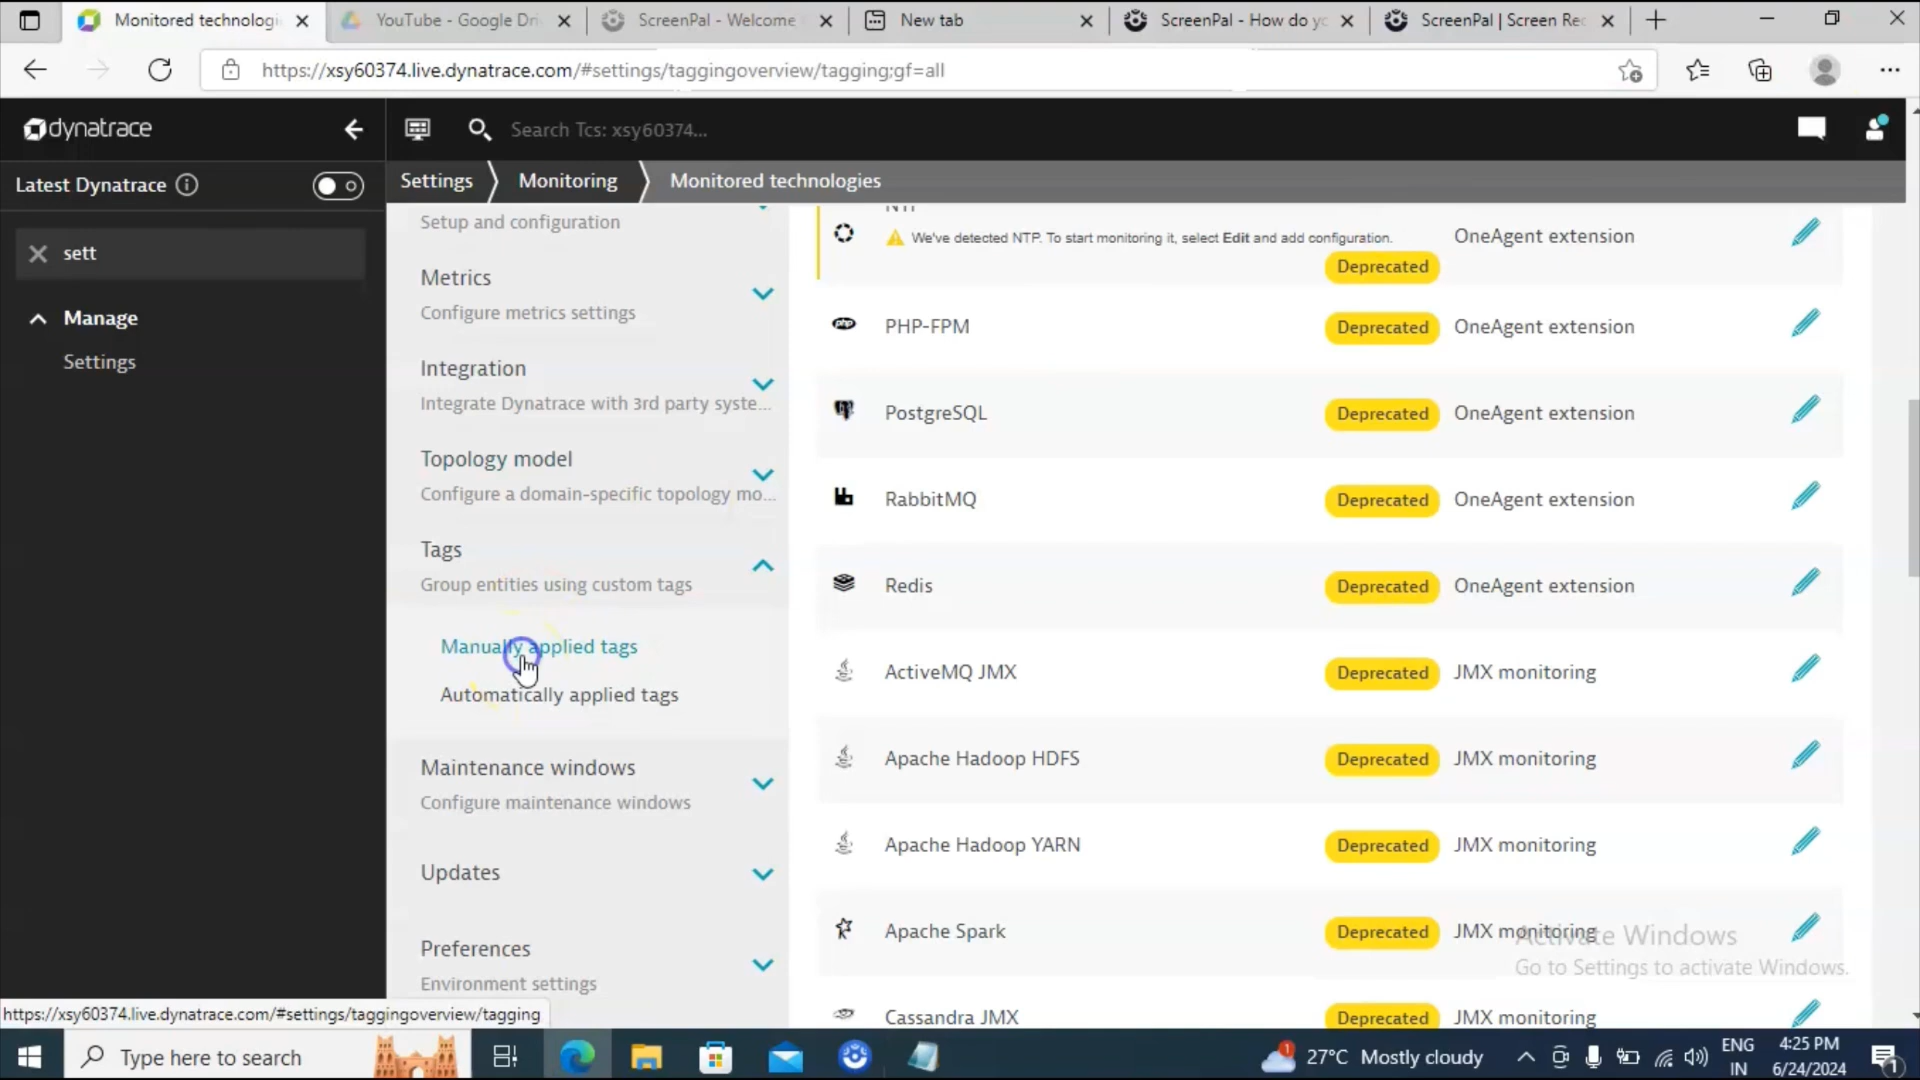 Monitored technologi
YouTube - Google Dri
ScreenPal - Welcome
New tab
ScreenPal - How do yo
ScreenPal | Screen Rec
https://xsy60374.live.dynatrace.com/#settings/taggingoverview/tagging;gf=all
dynatrace
Search Tcs: xsy60374...
Latest Dynatrace
Settings
Monitoring
Monitored technologies
sett
Manage
Settings
Setup and configuration
Metrics
Configure metrics settings
Integration
Integrate Dynatrace with 3rd party syste...
Topology model
Configure a domain-specific topology mo...
Tags
Group entities using custom tags
Manually applied tags
Automatically applied tags
Maintenance windows
Configure maintenance windows
Updates
Preferences
Environment settings
NTP
We've detected NTP. To start monitoring it, select Edit and add configuration.
Deprecated
OneAgent extension
PHP-FPM Deprecated OneAgent extension
PostgreSQL Deprecated OneAgent extension
RabbitMQ Deprecated OneAgent extension
Redis Deprecated OneAgent extension
ActiveMQ JMX Deprecated JMX monitoring
Apache Hadoop HDFS Deprecated JMX monitoring
Apache Hadoop YARN Deprecated JMX monitoring
Apache Spark Deprecated JMX monitoring
Cassandra JMX Deprecated JMX monitoring
Activate Windows
Go to Settings to activate Windows.
https://xsy60374.live.dynatrace.com/#settings/taggingoverview/tagging
Type here to search
27°C Mostly cloudy
ENG
IN
4:25 PM
6/24/2024
1